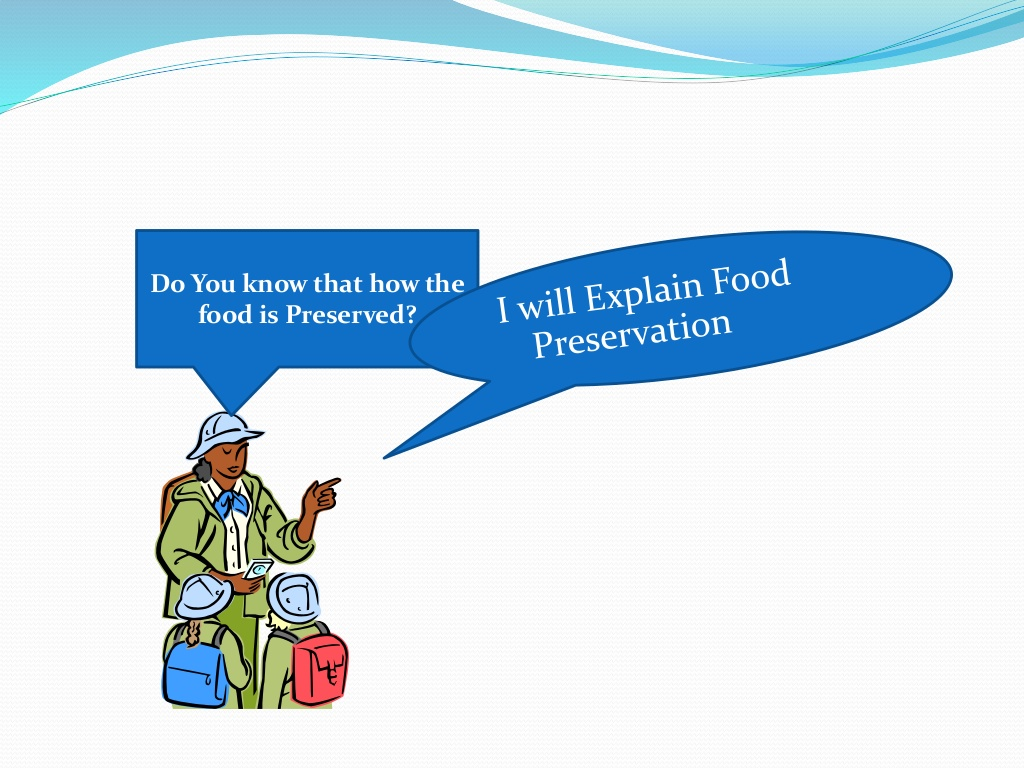 Do You know that how the
food is Preserved?
I will Explain Food
Preservation